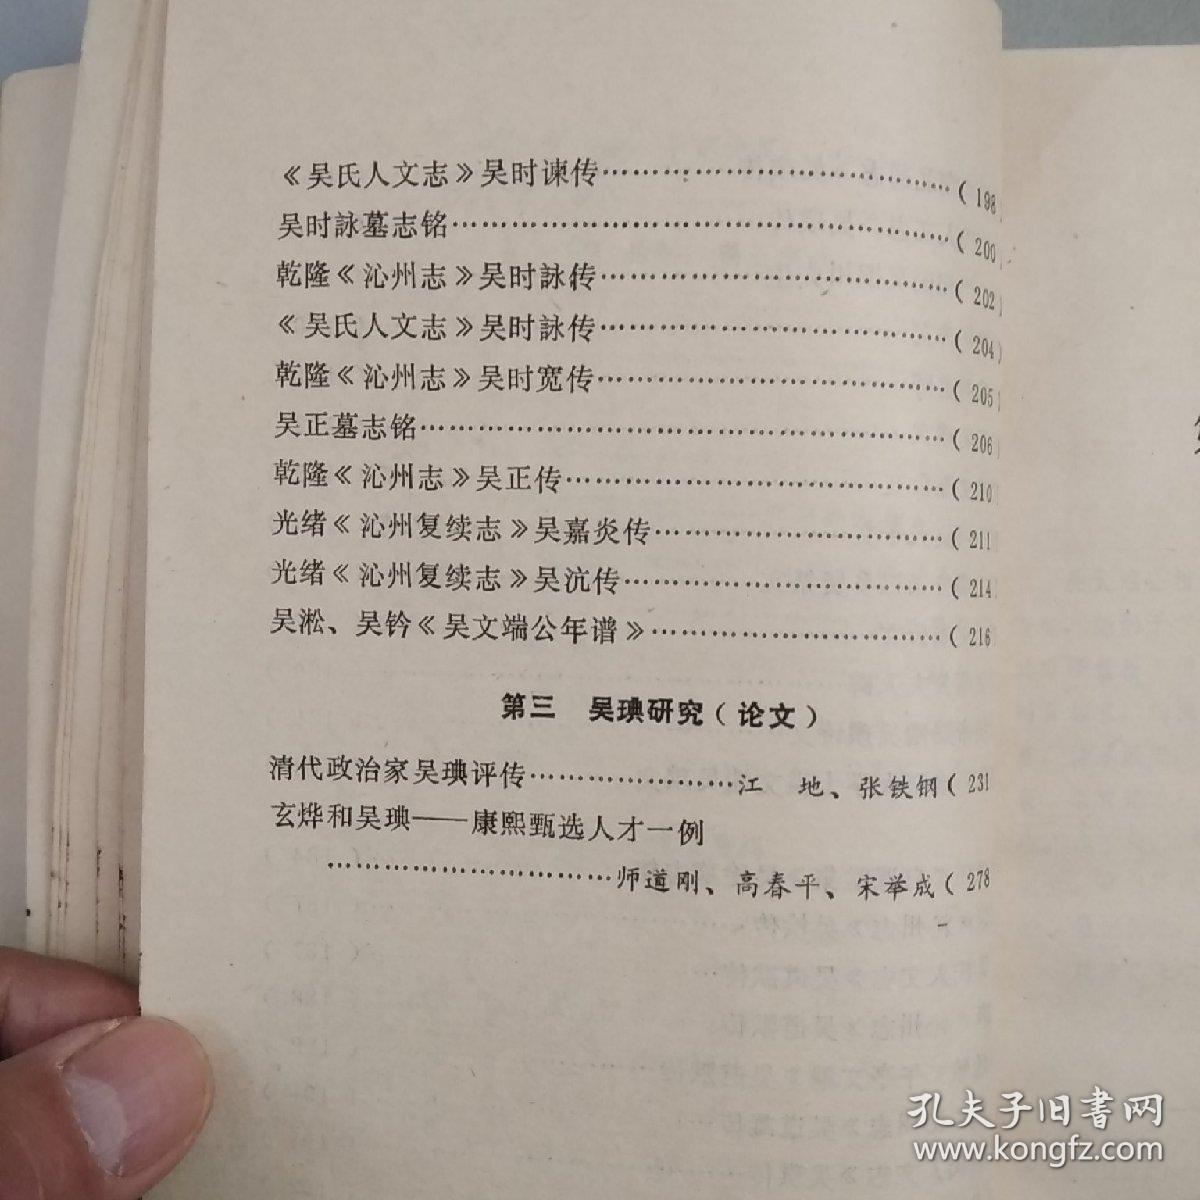 《吴氏人文志》吴时谏传……………………………(198)
吴时詠墓志铭……………………………………………(200)
乾隆《沁州志》吴时詠传……………………………(202)
《吴氏人文志》吴时詠传……………………………(204)
乾隆《沁州志》吴时宽传……………………………(205)
吴正墓志铭………………………………………………(206)
乾隆《沁州志》吴正传………………………………(210
光绪《沁州复续志》吴嘉炎传………………………(211
光绪《沁州复续志》吴沆传…………………………(214
吴淞、吴钤《吴文端公年谱》………………………(216
第三 吴琠研究(论文)
清代政治家吴琠评传…………………江 地、张铁钢(231
玄烨和吴琠——康熙甄选人才一例
…………………………师道刚、高春平、宋举成(278
孔夫子旧书网
www.kongfz.com